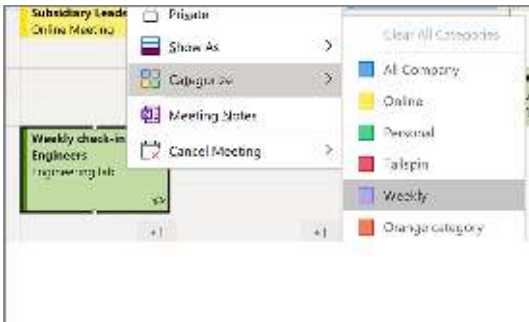 Subsidiary Leade
Online Meeting
Private
Show As
Categorize
Meeting Notes
Cancel Meeting
Clear All Categories
All Company
Online
Personal
Tailspin
Weekly
Orange category
Weekly check-in
Engineers
Engineering lab
+1
+1